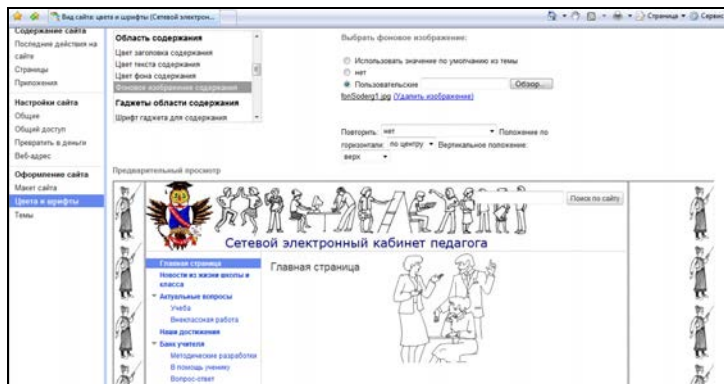 Вид сайта: цвета и шрифты (Сетевой электрон...
Страница
Сервис
Содержание сайта
Последние действия на
сайте
Страницы
Приложения
Настройки сайта
Общие
Общий доступ
Превратить в деньги
Веб-адрес
Оформление сайта
Макет сайта
Цвета и шрифты
Темы
Область содержания
Цвет заголовка содержания
Цвет текста содержания
Цвет фона содержания
Фоновое изображение содержания
Гаджеты области содержания
Шрифт гаджета для содержания
Выбрать фоновое изображение:
Использовать значение по умолчанию из темы
нет
Пользовательские
Обзор...
fonSoderg1.jpg (Удалить изображение)
Повторить: нет Положение по
горизонтали: по центру Вертикальное положение:
верх
Предварительный просмотр
Поиск по сайту
Сетевой электронный кабинет педагога
Главная страница
Новости из жизни школы и
класса
Актуальные вопросы
Учеба
Внеклассная работа
Наши достижения
Банк учителя
Методические разработки
В помощь ученику
Вопрос-ответ
Главная страница